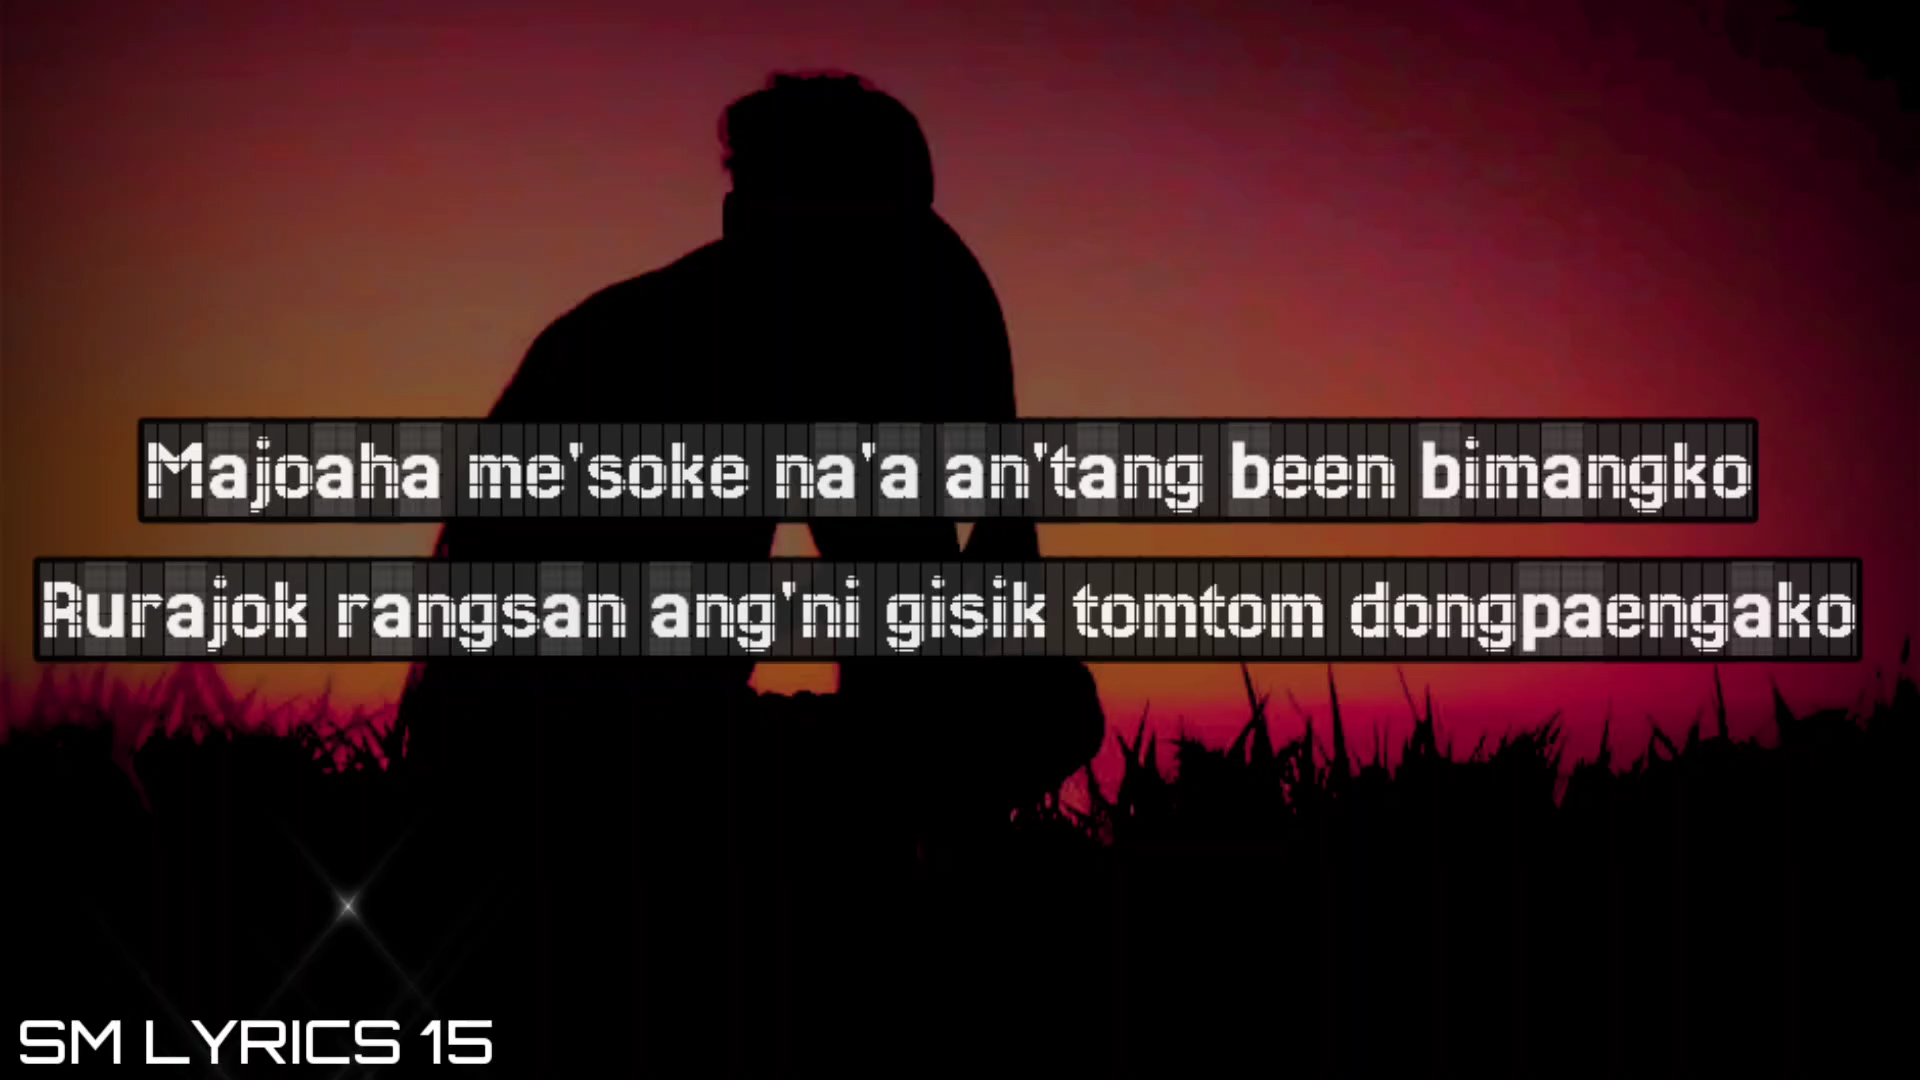 Majoaha me'soke na'a an'tang been bimangko
Rurajok rangsan ang'ni gisik tomtom dongpaengako
SM LYRICS 15